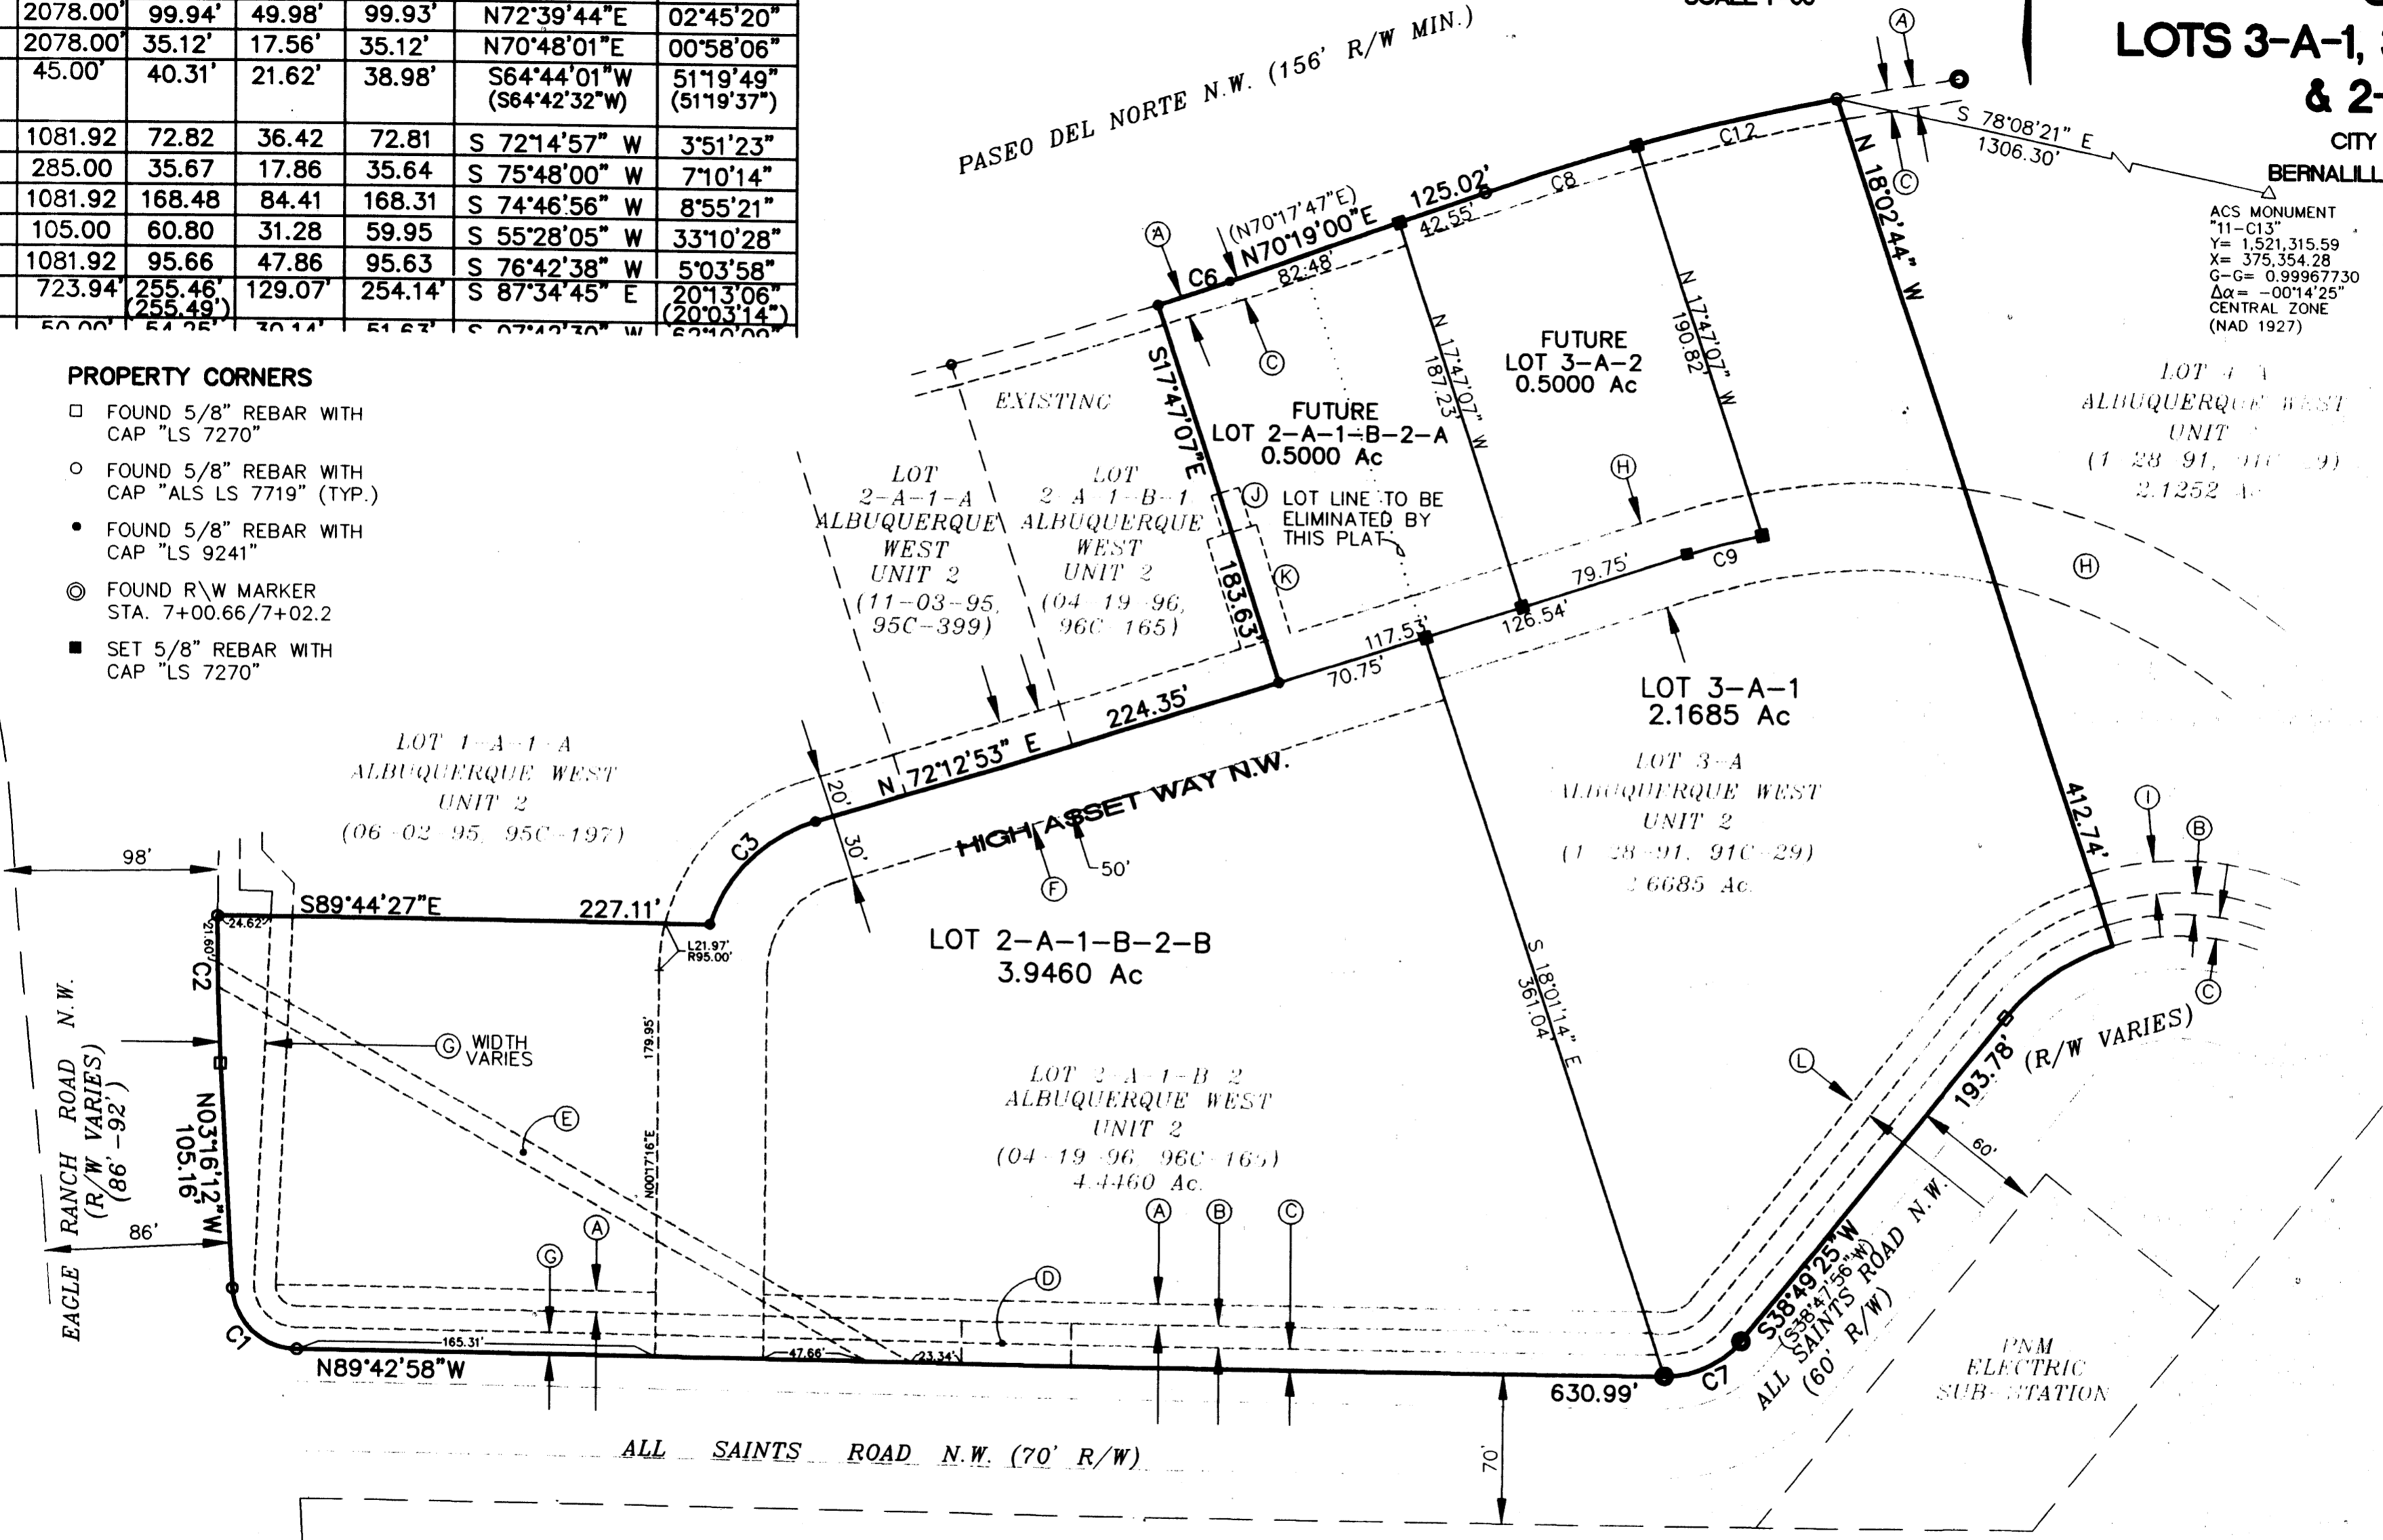 2078.00' 99.94' 49.98' 99.93' N72°39'44"E 02°45'20"
2078.00' 35.12' 17.56' 35.12' N70°48'01"E 00°58'06"
45.00' 40.31' 21.62' 38.98' S64°44'01"W 51°19'49"
(S64°42'32"W) (51°19'37")
1081.92 72.82 36.42 72.81 S 72°14'57" W 3°51'23"
285.00 35.67 17.86 35.64 S 75°48'00" W 7°10'14"
1081.92 168.48 84.41 168.31 S 74°46'56" W 8°55'21"
105.00 60.80 31.28 59.95 S 55°28'05" W 33°10'28"
1081.92 95.66 47.86 95.63 S 76°42'38" W 5°03'58"
723.94' 255.46' 129.07' 254.14' S 87°34'45" E 20°13'06"
(255.49') (20°03'14")
LOTS 3-A-1,
& 2-
CITY
BERNALILL
PASEO DEL NORTE N.W. (156' R/W MIN.)
A
S 78°08'21" E
1306.30'
C
ACS MONUMENT
"11-C13"
Y= 1,521,315.59
X= 375,354.28
G-G= 0.99967730
Δα= -00°14'25"
CENTRAL ZONE
(NAD 1927)
PROPERTY CORNERS
□ FOUND 5/8" REBAR WITH
CAP "LS 7270"
○ FOUND 5/8" REBAR WITH
CAP "ALS LS 7719" (TYP.)
● FOUND 5/8" REBAR WITH
CAP "LS 9241"
◎ FOUND R\W MARKER
STA. 7+00.66/7+02.2
■ SET 5/8" REBAR WITH
CAP "LS 7270"
A
C6
(N70°17'47"E)
N70°19'00"E
125.02'
82.48'
42.55'
C8
C12
C
N 18°02'44" W
412.74'
S17°47'07"E
183.63'
N 17°47'07" W
187.23'
N 17°47'07" W
190.82'
EXISTING
FUTURE
LOT 2-A-1-B-2-A
0.5000 Ac
FUTURE
LOT 3-A-2
0.5000 Ac
LOT
2-A-1-A
ALBUQUERQUE
WEST
UNIT 2
(11-03-95,
95C-399)
LOT
2-A-1-B-1
ALBUQUERQUE
WEST
UNIT 2
(04-19-96,
96C-165)
J
LOT LINE TO BE
ELIMINATED BY
THIS PLAT
K
H
H
ALBUQUERQUE WEST
UNIT
2.1252
79.75'
C9
126.54'
117.53'
70.75'
LOT 3-A-1
2.1685 Ac
LOT 3-A
ALBUQUERQUE WEST
UNIT 2
(1-28-91, 91C-29)
2.6685 Ac.
224.35'
N 72°12'53" E
20'
30'
C3
HIGH ASSET WAY N.W.
F
50'
LOT 1-A-1-A
ALBUQUERQUE WEST
UNIT 2
(06-02-95, 95C-197)
98'
S89°44'27"E 227.11'
24.62'
21.60'
C2
L21.97'
R95.00'
LOT 2-A-1-B-2-B
3.9460 Ac
S 18°01'14" E
361.04'
I
B
C
EAGLE RANCH ROAD N.W.
(R/W VARIES)
(86'-92')
G WIDTH
VARIES
E
179.95'
N00°17'16"E
N03°16'12"W
105.16'
86'
LOT 2-A-1-B-2
ALBUQUERQUE WEST
UNIT 2
(04-19-96, 96C-165)
4.4460 Ac.
L
193.78'
(R/W VARIES)
60'
A
G
A
B
C
D
C1
165.31'
47.66'
23.34'
N89°42'58"W
630.99'
C7
S38°49'25"W
(S38°47'56"W)
ALL SAINTS ROAD N.W.
(60' R/W)
PNM
ELECTRIC
SUB-STATION
70'
ALL SAINTS ROAD N.W. (70' R/W)